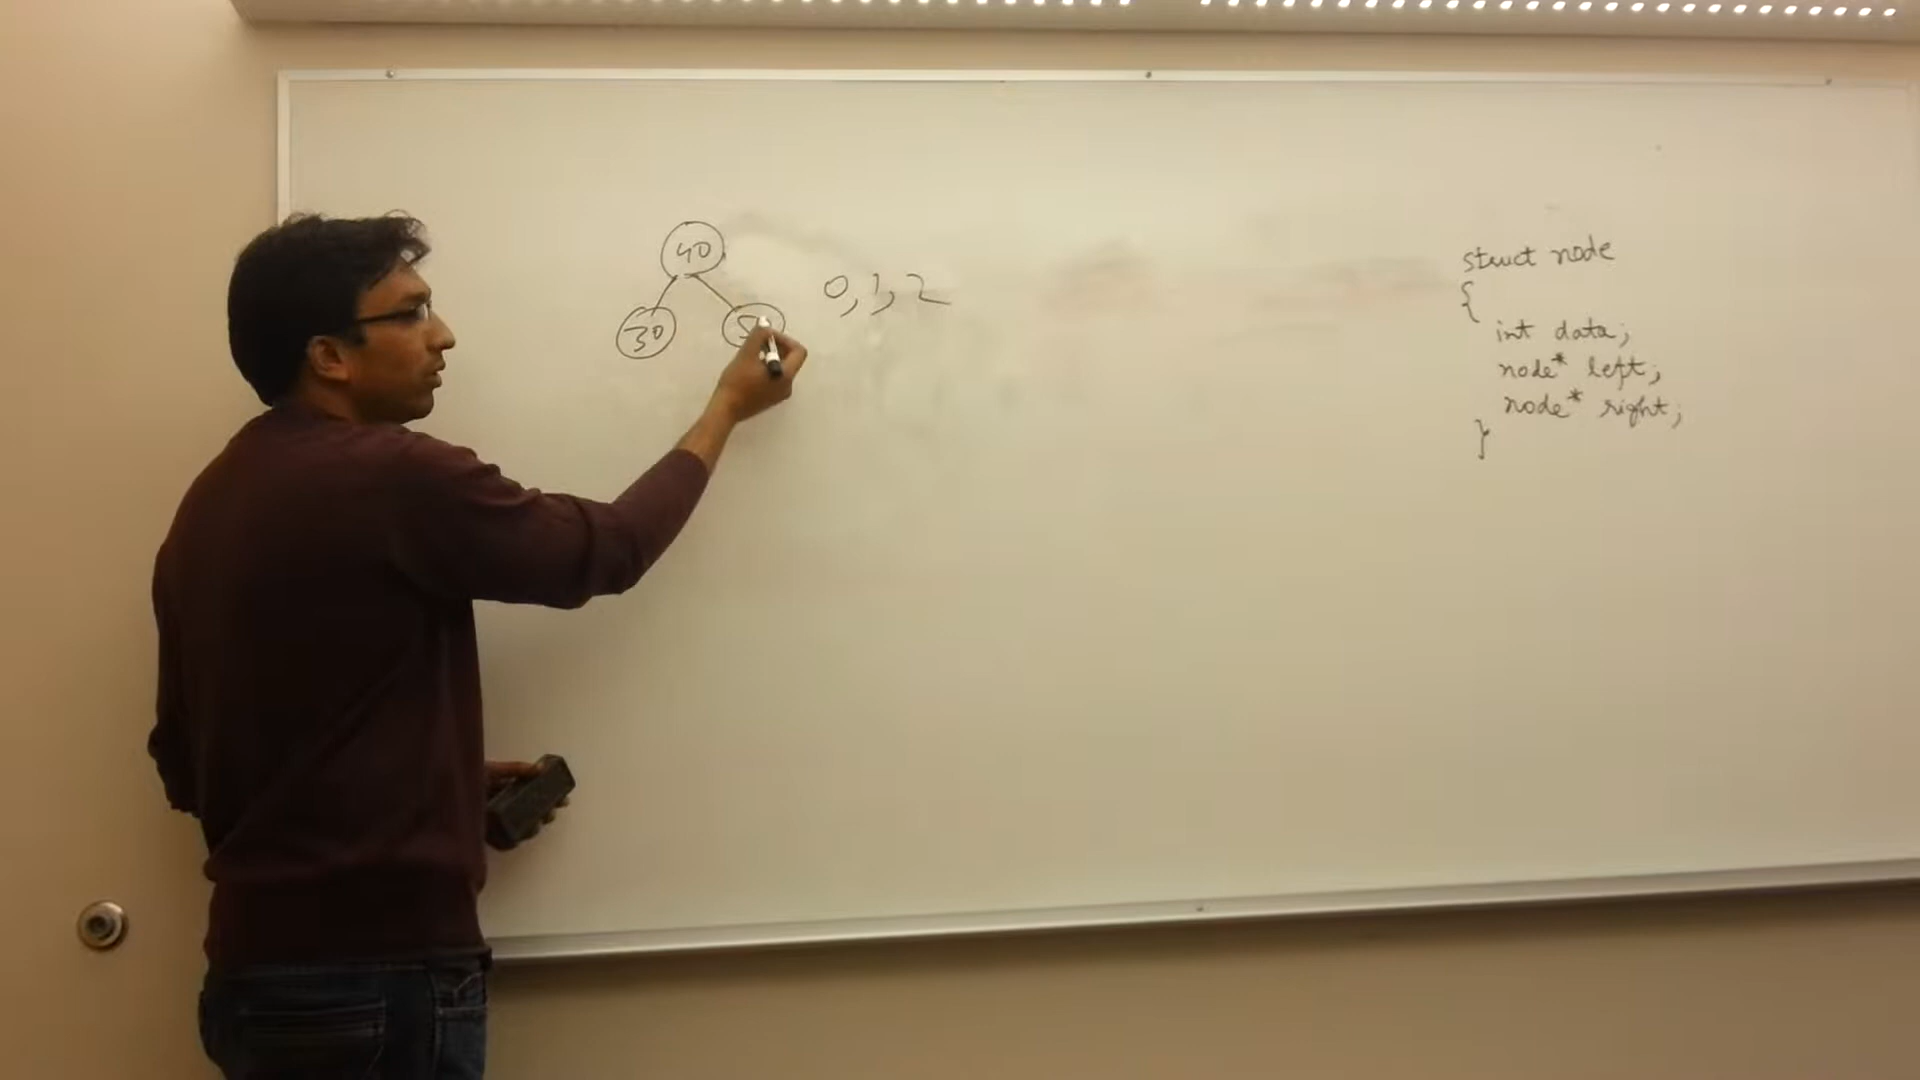 40
30
0, 1, 2
struct node
{
int data;
node* left;
node* right;
}